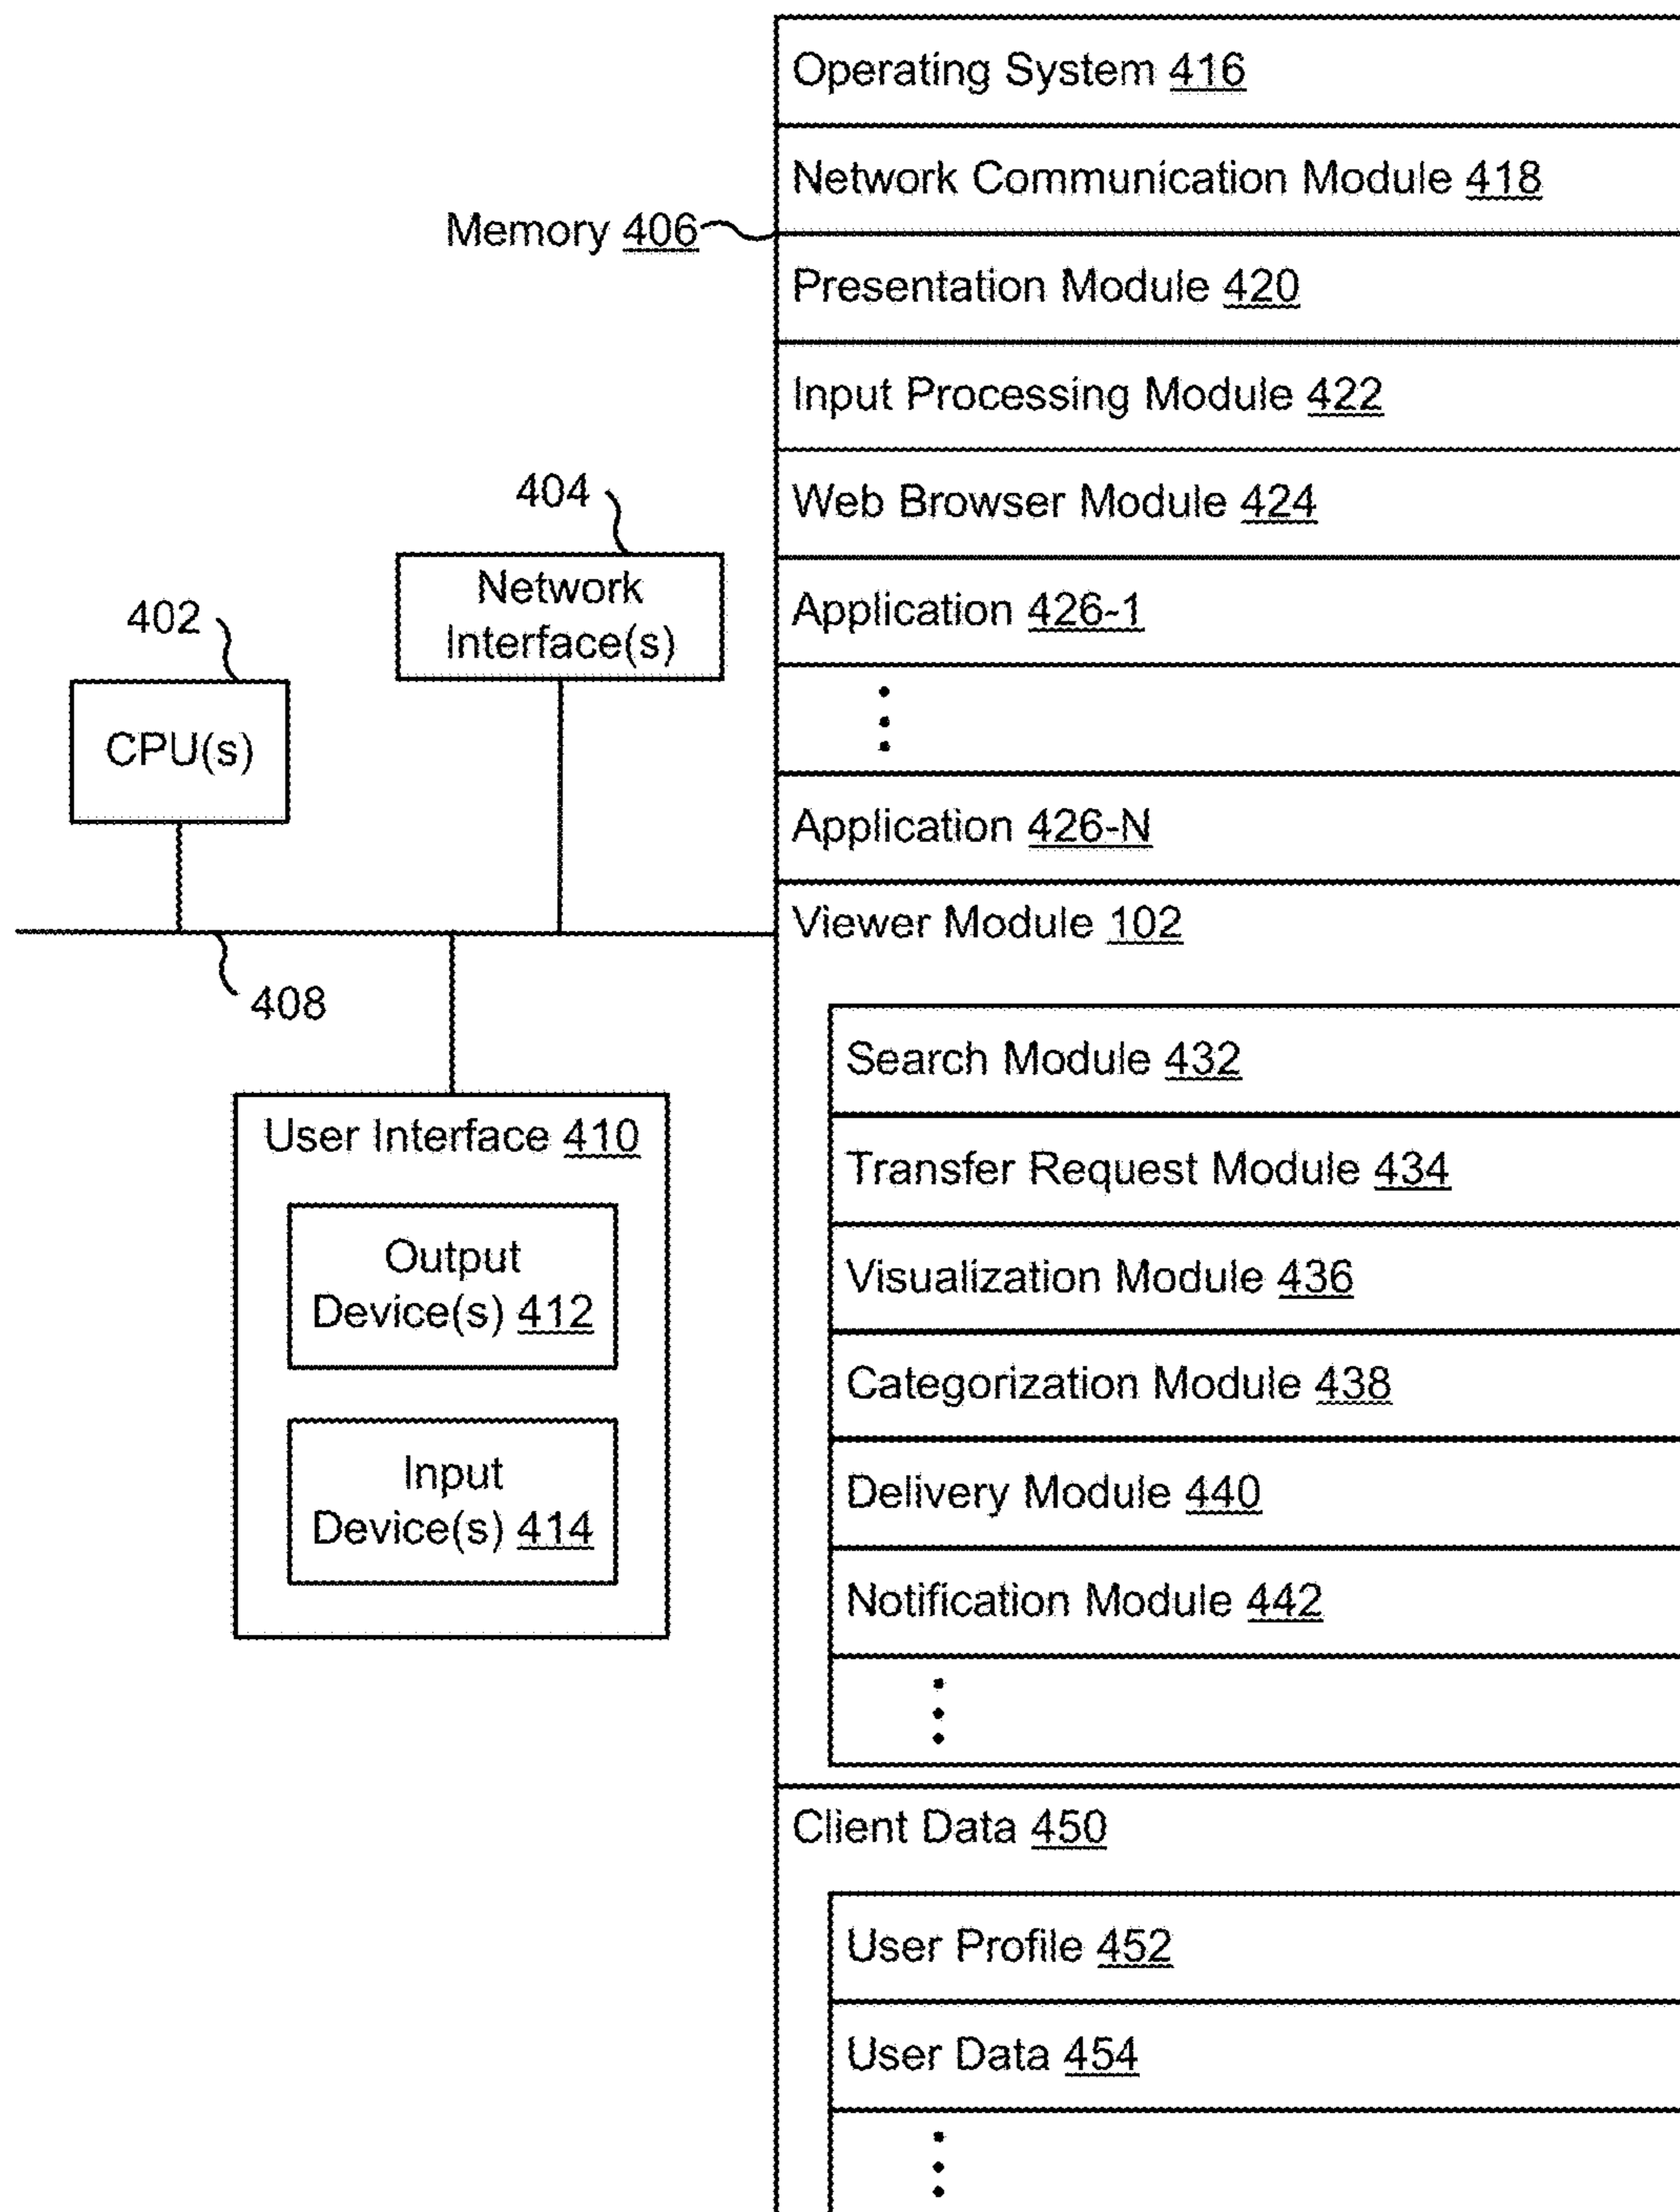 Operating System 416
Network Communication Module 418
Memory 406
Presentation Module 420
Input Processing Module 422
Web Browser Module 424
404
Network
Interface(s)
402
CPU(s)
Application 426-1
Application 426-N
Viewer Module 102
408
Search Module 432
User Interface 410
Transfer Request Module 434
Output
Device(s) 412
Visualization Module 436
Categorization Module 438
Input
Device(s) 414
Delivery Module 440
Notification Module 442
Client Data 450
User Profile 452
User Data 454